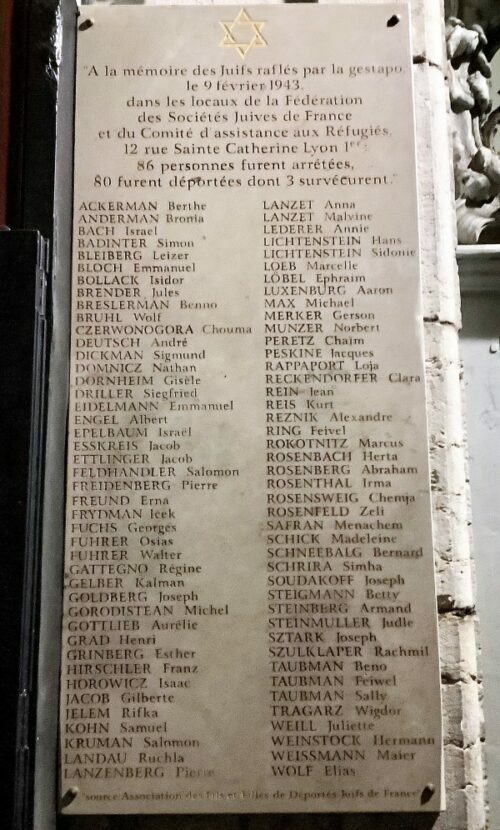 "A la mémoire des Juifs raflés par la gestapo,
le 9 février 1943,
dans les locaux de la Fédération
des Sociétés Juives de France
et du Comité d'assistance aux Réfugiés,
12 rue Sainte Catherine Lyon 1er:
86 personnes furent arrêtées,
80 furent déportées dont 3 survécurent."
ACKERMAN Berthe
ANDERMAN Bronia
BACH Israel
BADINTER Simon
BLEIBERG Leizer
BLOCH Emmanuel
BOLLACK Isidor
BRENDER Jules
BRESLERMAN Benno
BRUHL Wolf
CZERWONOGORA Chouma
DEUTSCH André
DICKMAN Sigmund
DOMNICZ Nathan
DORNHEIM Gisèle
DRILLER Siegfried
EIDELMANN Emmanuel
ENGEL Albert
EPELBAUM Israël
ESSKREIS Jacob
ETTLINGER Jacob
FELDHANDLER Salomon
FREIDENBERG Pierre
FREUND Erna
FRYDMAN Icek
FUCHS Georges
FUHRER Osias
FUHRER Walter
GATTEGNO Régine
GELBER Kalman
GOLDBERG Joseph
GORODISTEAN Michel
GOTTLIEB Aurélie
GRAD Henri
GRINBERG Esther
HIRSCHLER Franz
HOROWICZ Isaac
JACOB Gilberte
JELEM Rifka
KOHN Samuel
KRUMAN Salomon
LANDAU Ruchla
LANZENBERG Pierre
LANZET Anna
LANZET Malvine
LEDERER Annie
LICHTENSTEIN Hans
LICHTENSTEIN Sidonie
LOEB Marcelle
LÖBEL Ephraim
LUXENBURG Aaron
MAX Michael
MERKER Gerson
MUNZER Norbert
PERETZ Chaim
PESKINE Jacques
RAPPAPORT Loja
RECKENDORFER Clara
REIN Jean
REIS Kurt
REZNIK Alexandre
RING Feivel
ROKOTNITZ Marcus
ROSENBACH Herta
ROSENBERG Abraham
ROSENTHAL Irma
ROSENSWEIG Chemja
ROSENFELD Zeli
SAFRAN Menachem
SCHICK Madeleine
SCHNEEBALG Bernard
SCHRIRA Simha
SOUDAKOFF Joseph
STEIGMANN Betty
STEINBERG Armand
STEINMULLER Judle
SZTARK Joseph
SZULKLAPER Rachmil
TAUBMAN Beno
TAUBMAN Feiwel
TAUBMAN Sally
TRAGARZ Wigdor
WEILL Juliette
WEINSTOCK Hermann
WEISSMANN Maier
WOLF Elias
"source:Association des Fils et Filles de Déportés Juifs de France"